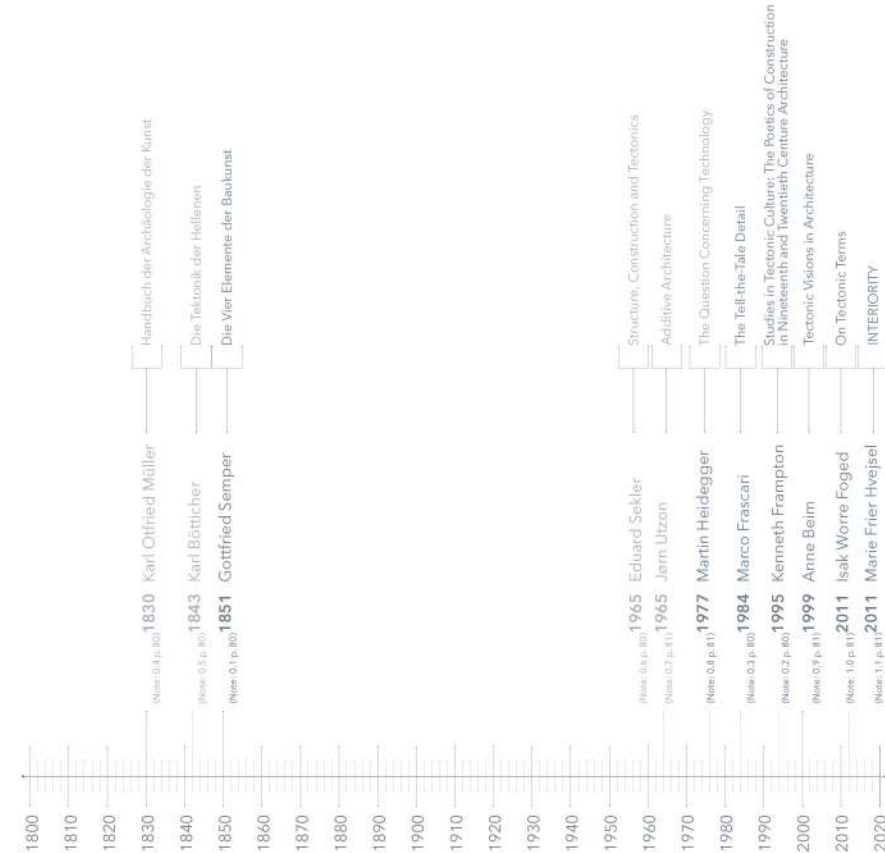 Handbuch der Archäologie der Kunst
Die Tektonik der Hellenen
Die Vier Elemente der Baukunst
Structure, Construction and Tectonics
Additive Architecture
The Question Concerning Technology
The Tell-the-Tale Detail
Studies in Tectonic Culture: The Poetics of Construction
in Nineteenth and Twentieth Centure Architecture
Tectonic Visions in Architecture
On Tectonic Terms
INTERIORITY
(Note: 0.4 p. 80) 1830 Karl Otfried Müller
(Note: 0.5 p. 80) 1843 Karl Bötticher
(Note: 0.1 p. 80) 1851 Gottfried Semper
(Note: 0.6 p. 80) 1965 Eduard Sekler
(Note: 0.7 p. 81) 1965 Jørn Utzon
(Note: 0.8 p. 81) 1977 Martin Heidegger
(Note: 0.3 p. 80) 1984 Marco Frascari
(Note: 0.2 p. 80) 1995 Kenneth Frampton
(Note: 0.9 p. 81) 1999 Anne Beim
(Note: 1.0 p. 81) 2011 Isak Worre Foged
(Note: 1.1 p. 81) 2011 Marie Frier Hvejsel
1800
1810
1820
1830
1840
1850
1860
1870
1880
1890
1900
1910
1920
1930
1940
1950
1960
1970
1980
1990
2000
2010
2020